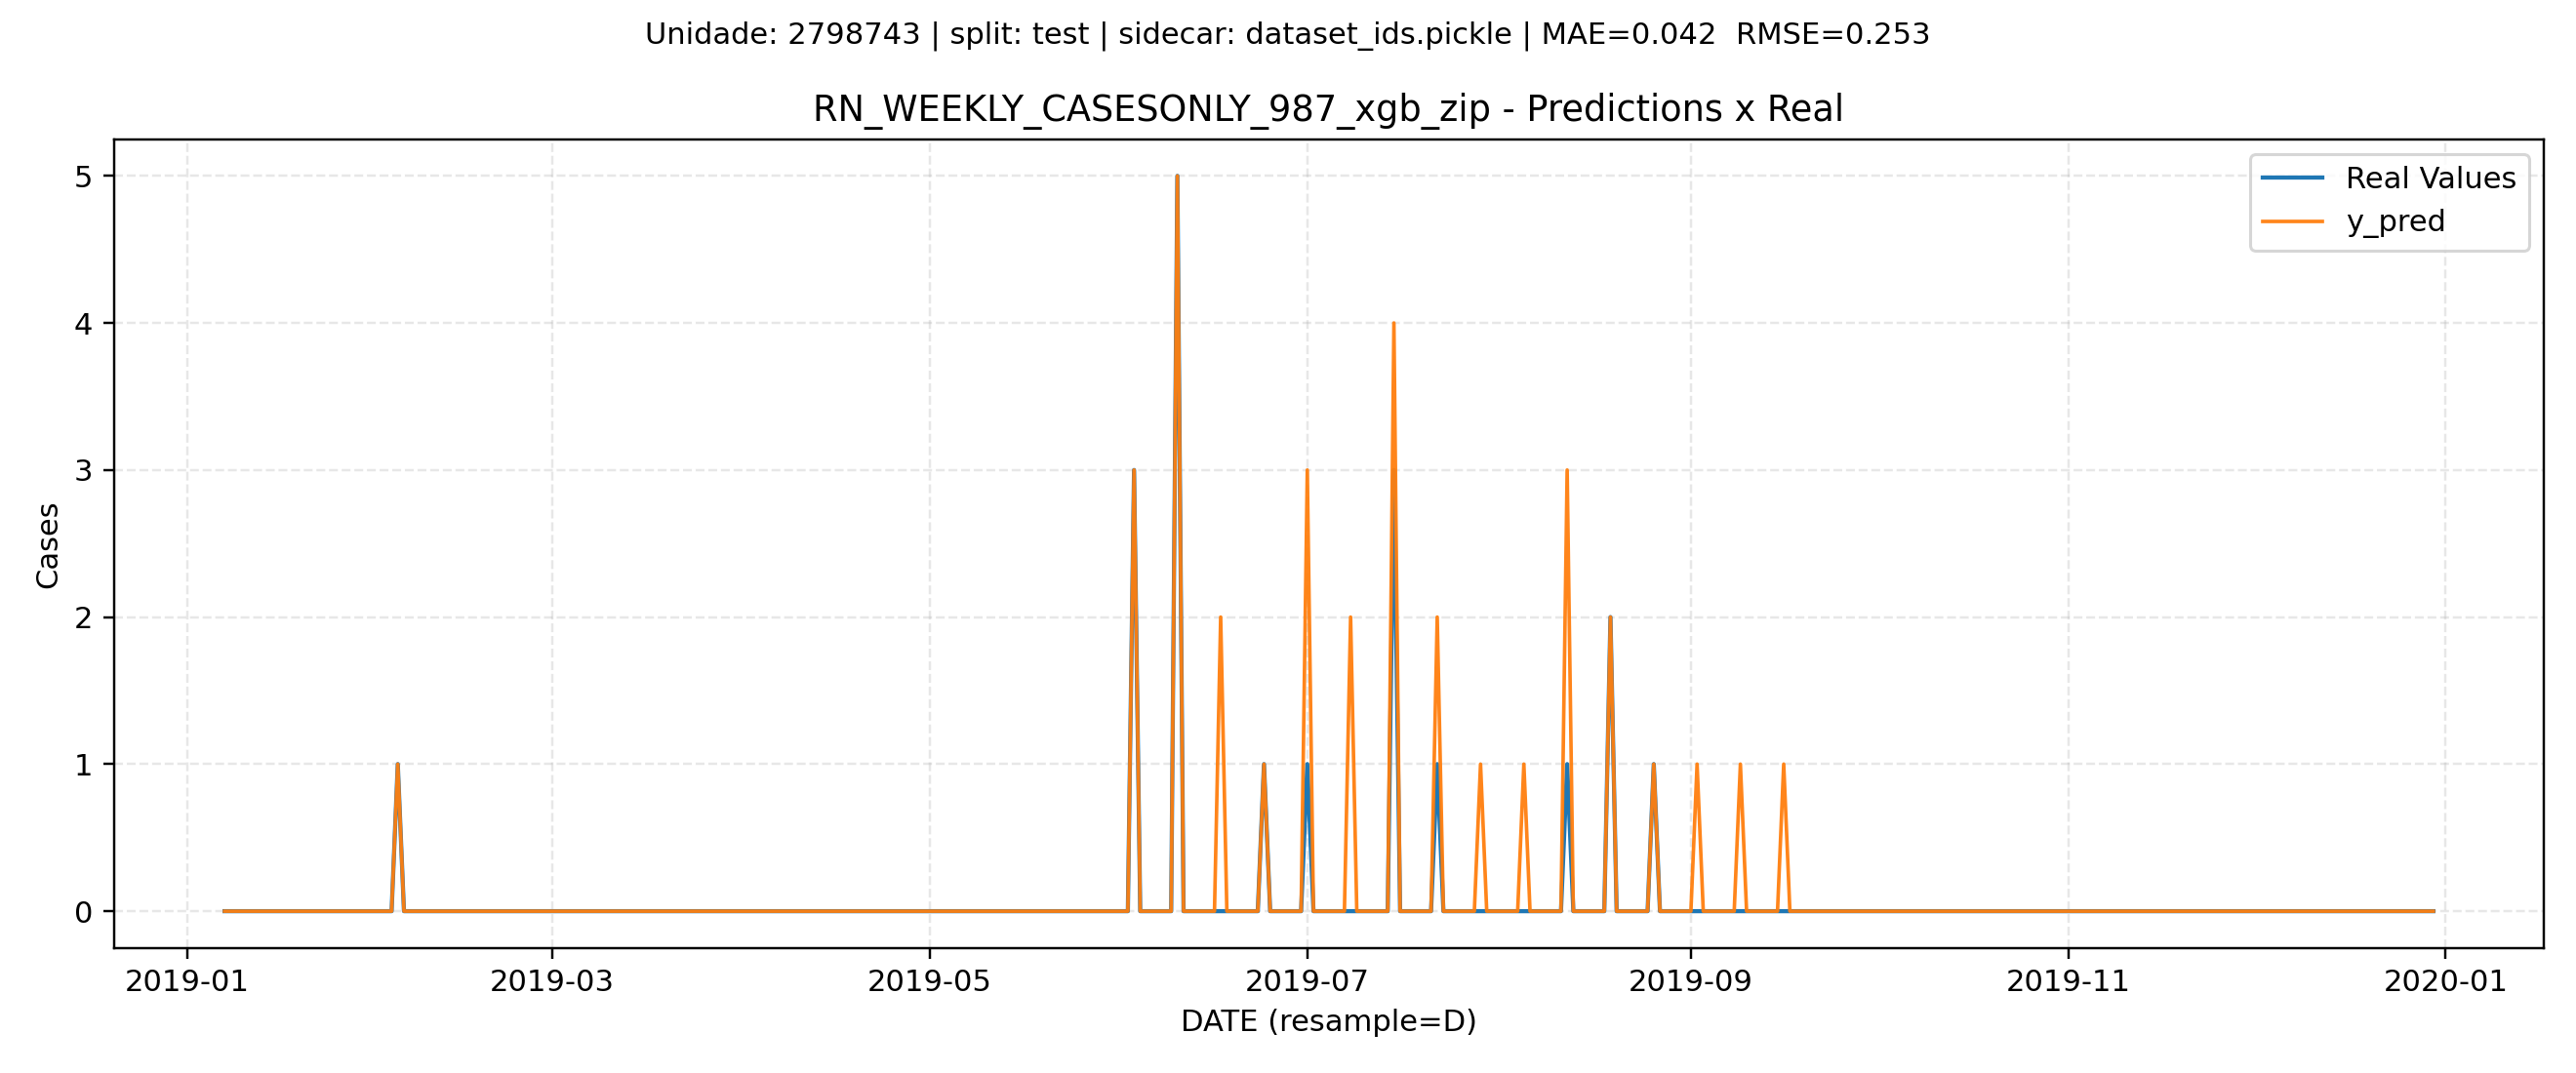 Unidade: 2798743 | split: test | sidecar: dataset_ids.pickle | MAE=0.042  RMSE=0.253
RN_WEEKLY_CASESONLY_987_xgb_zip - Predictions x Real
Real Values
y_pred
Cases
5
4
3
2
1
0
2019-01
2019-03
2019-05
2019-07
2019-09
2019-11
2020-01
DATE (resample=D)